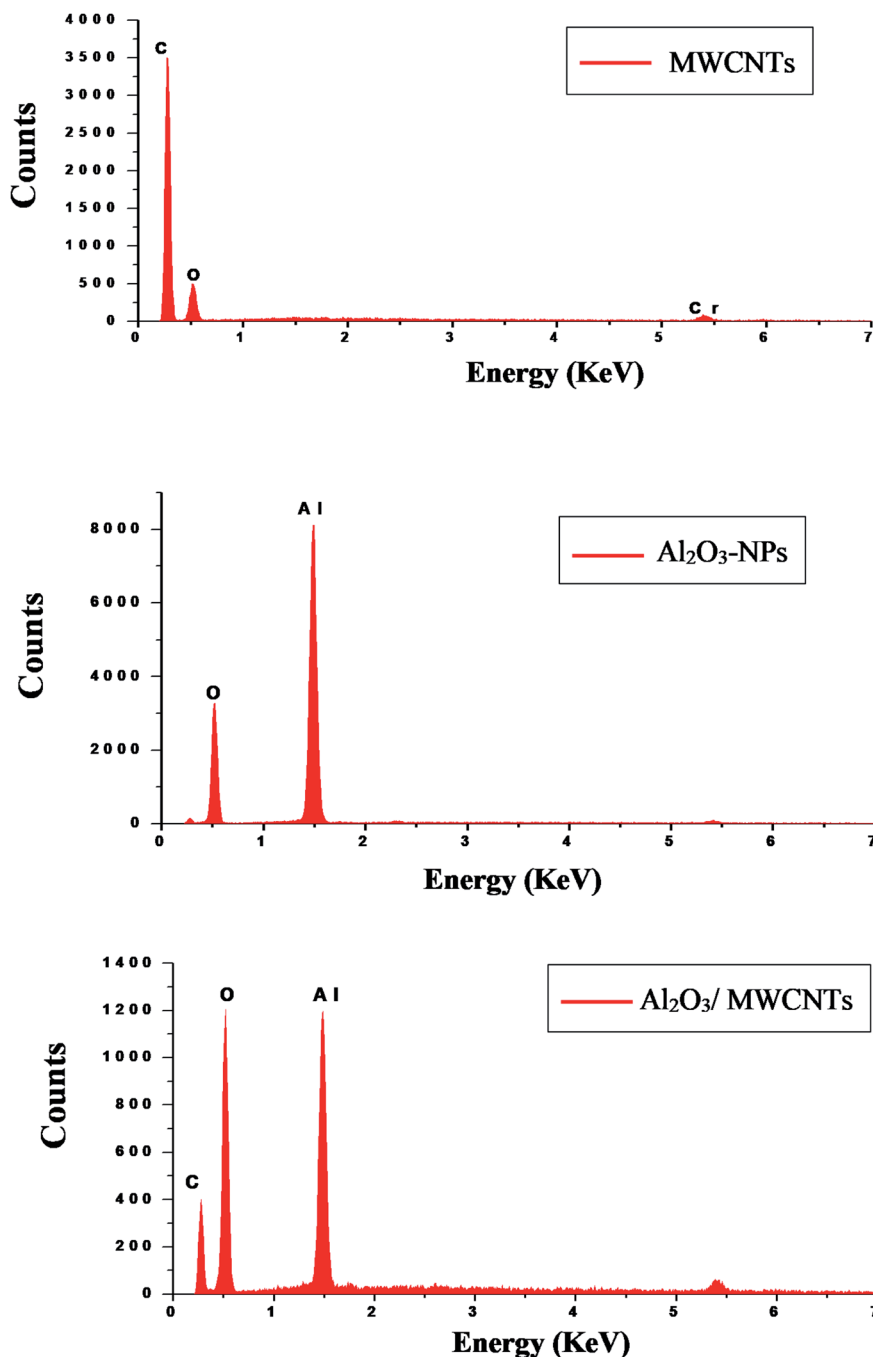 4000
3500
3000
2500
2000
1500
1000
500
0
Counts
C
O
C r
MWCNTs
0 1 2 3 4 5 6 7
Energy (KeV)
8000
6000
4000
2000
0
Counts
O
Al
Al₂O₃-NPs
0 1 2 3 4 5 6 7
Energy (KeV)
1400
1200
1000
800
600
400
200
0
Counts
C
O
Al
Al₂O₃/ MWCNTs
0 1 2 3 4 5 6 7
Energy (KeV)